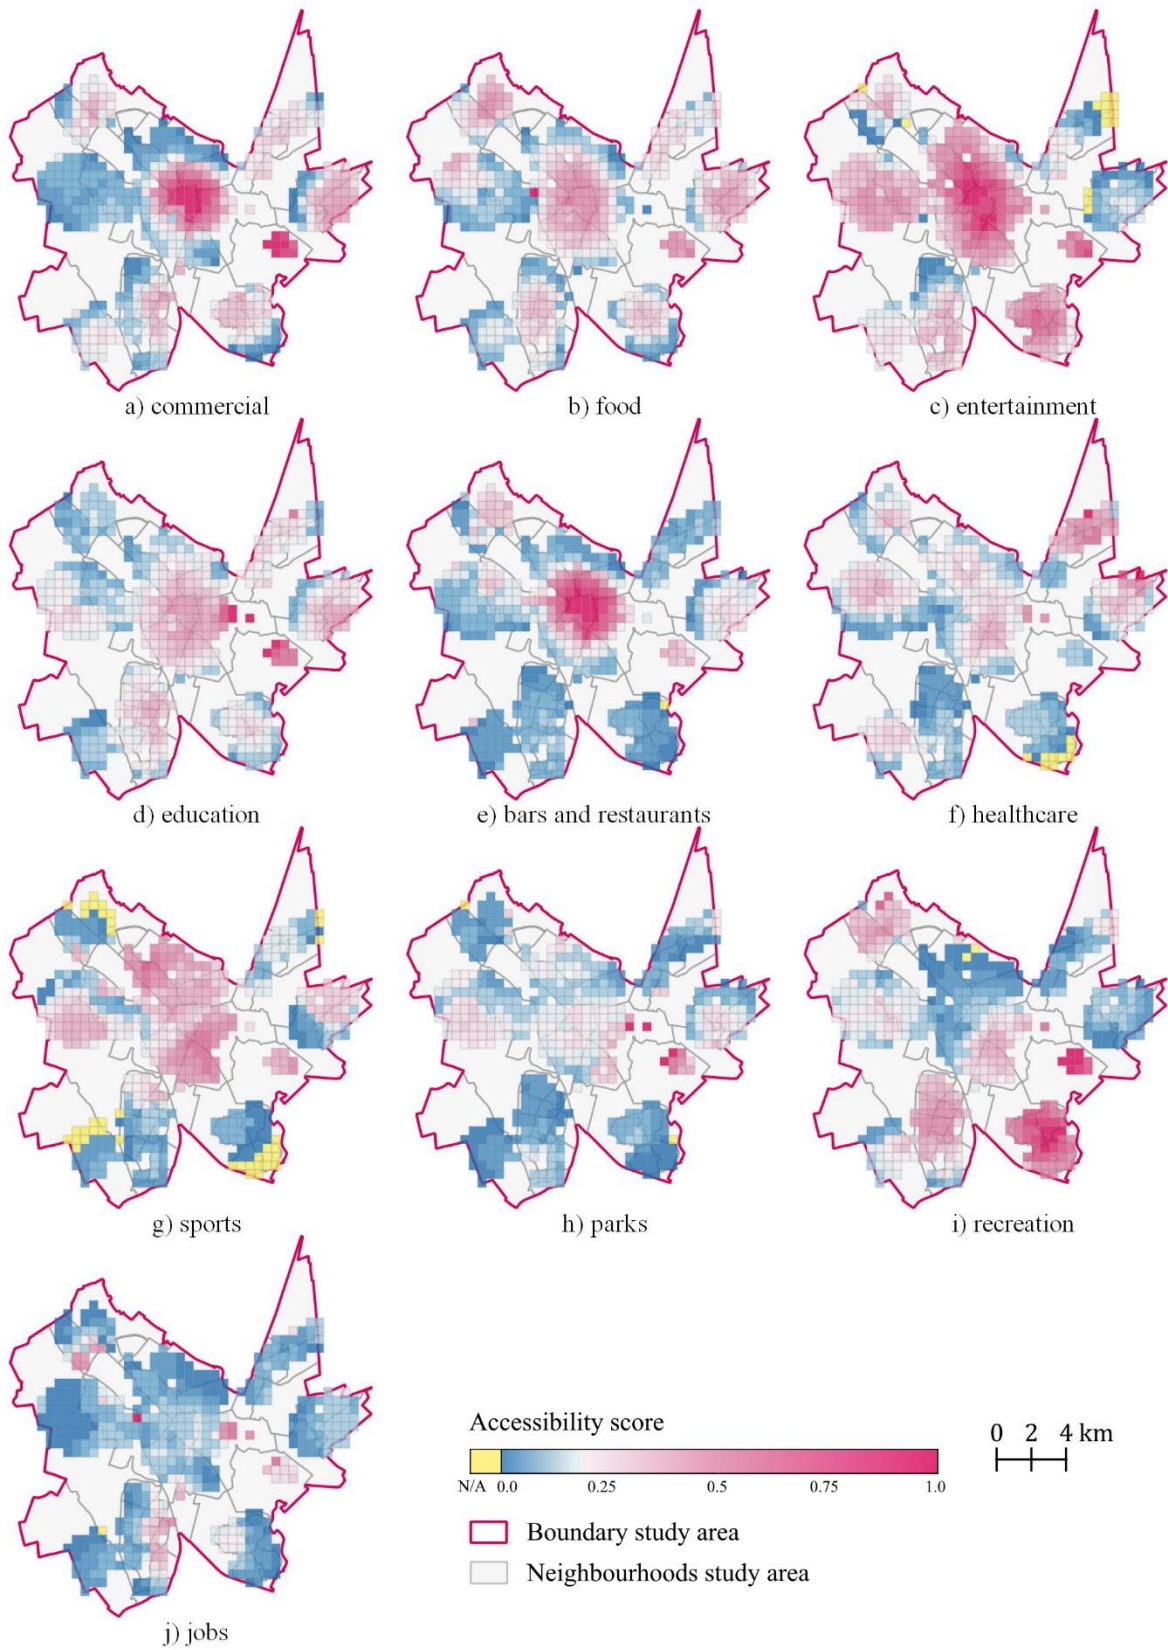 a) commercial
b) food
c) entertainment
d) education
e) bars and restaurants
f) healthcare
g) sports
h) parks
i) recreation
Accessibility score
N/A 0.0 0.25 0.5 0.75 1.0
0 2 4 km
Boundary study area
Neighbourhoods study area
j) jobs